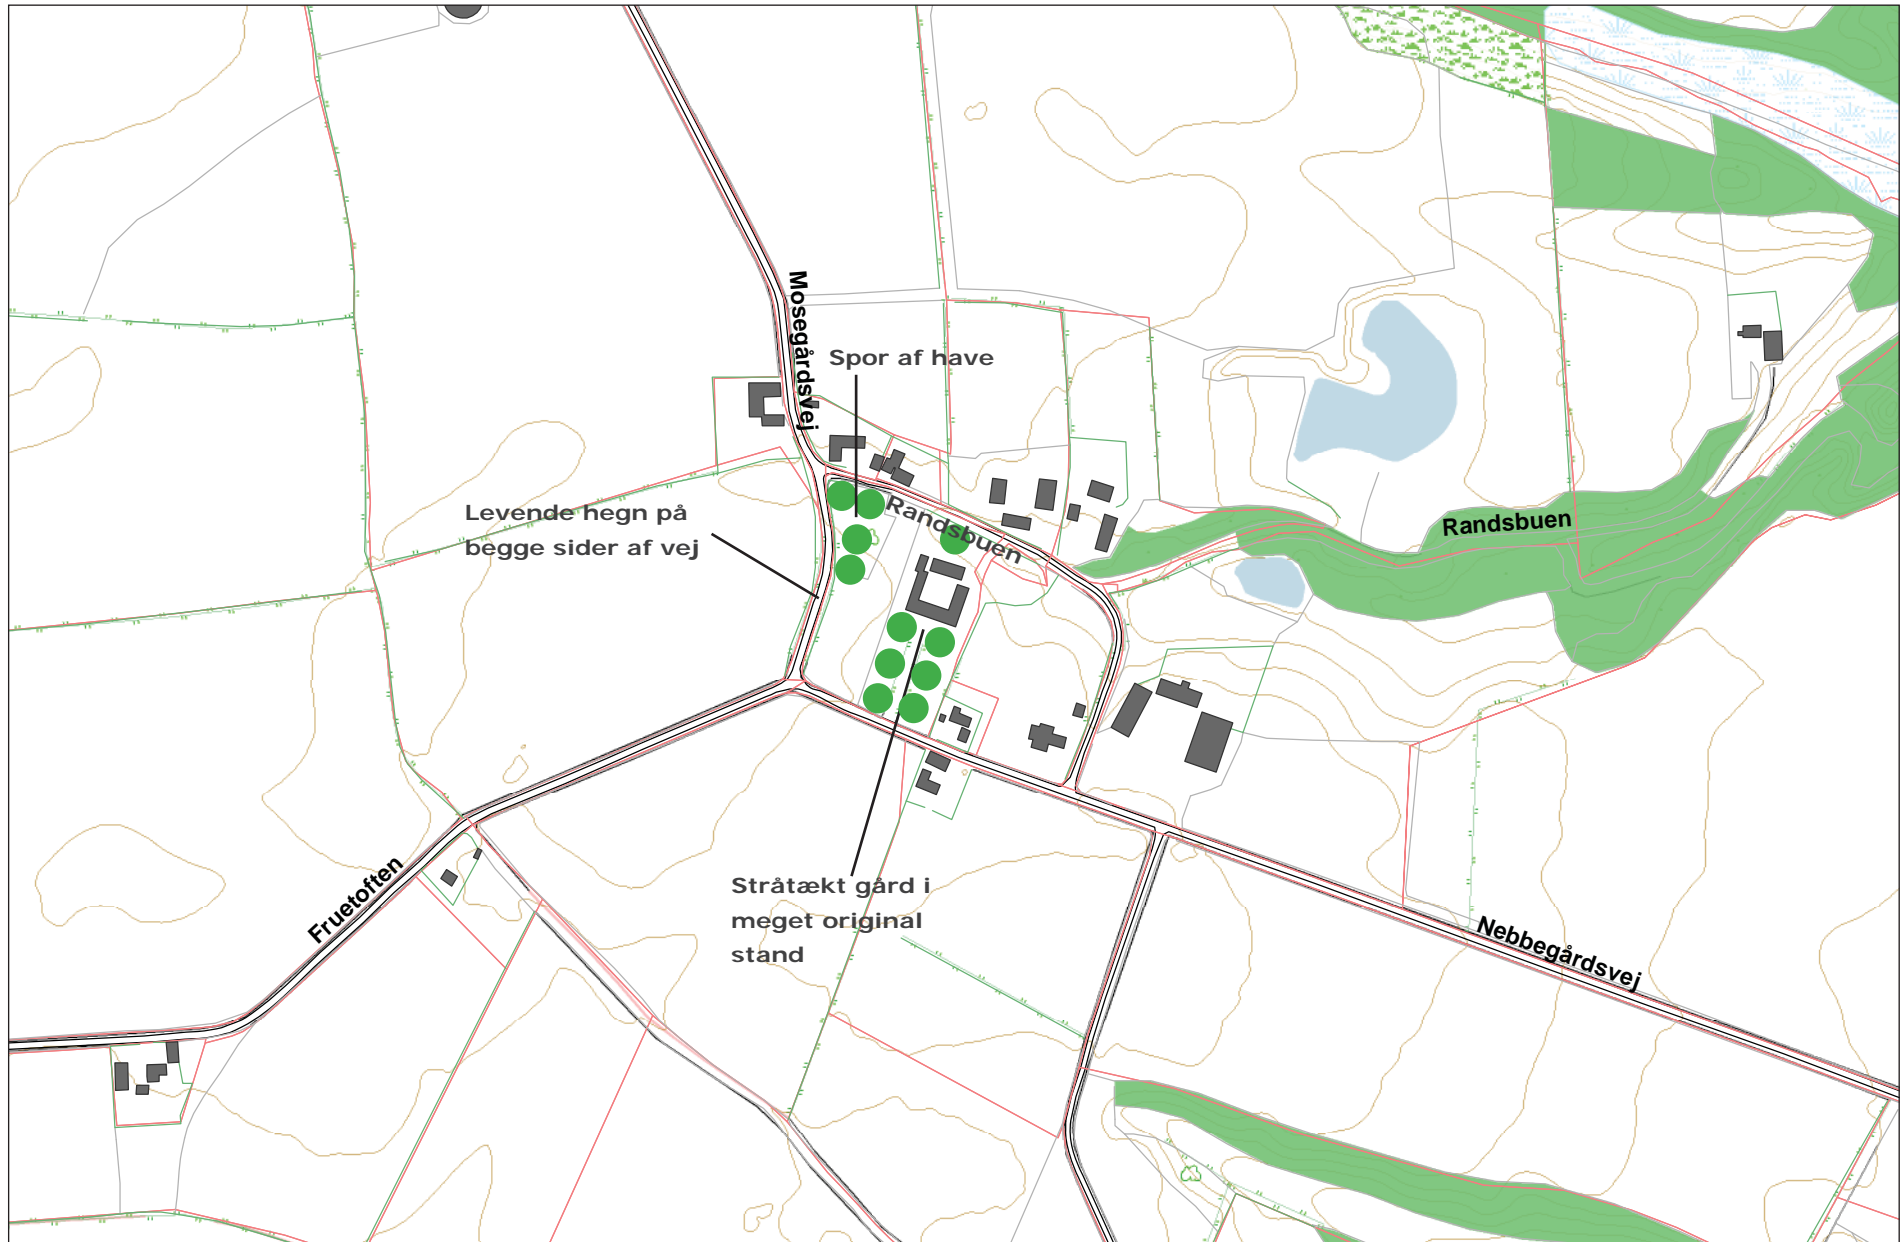 Mosegårdsvej
Spor af have
Levende hegn på
begge sider af vej
Randsbuen
Randsbuen
Fruetoften
Stråtækt gård i
meget original
stand
Nebbegårdsvej